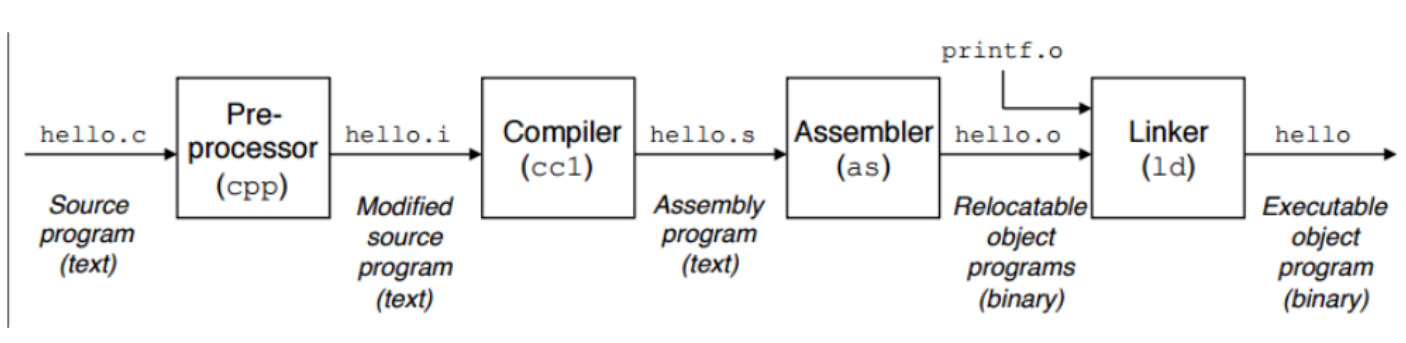 printf.o
hello.c
Pre-
processor
(cpp)
hello.i
Compiler
(cc1)
hello.s
Assembler
(as)
hello.o
Linker
(ld)
hello
Source
program
(text)
Modified
source
program
(text)
Assembly
program
(text)
Relocatable
object
programs
(binary)
Executable
object
program
(binary)